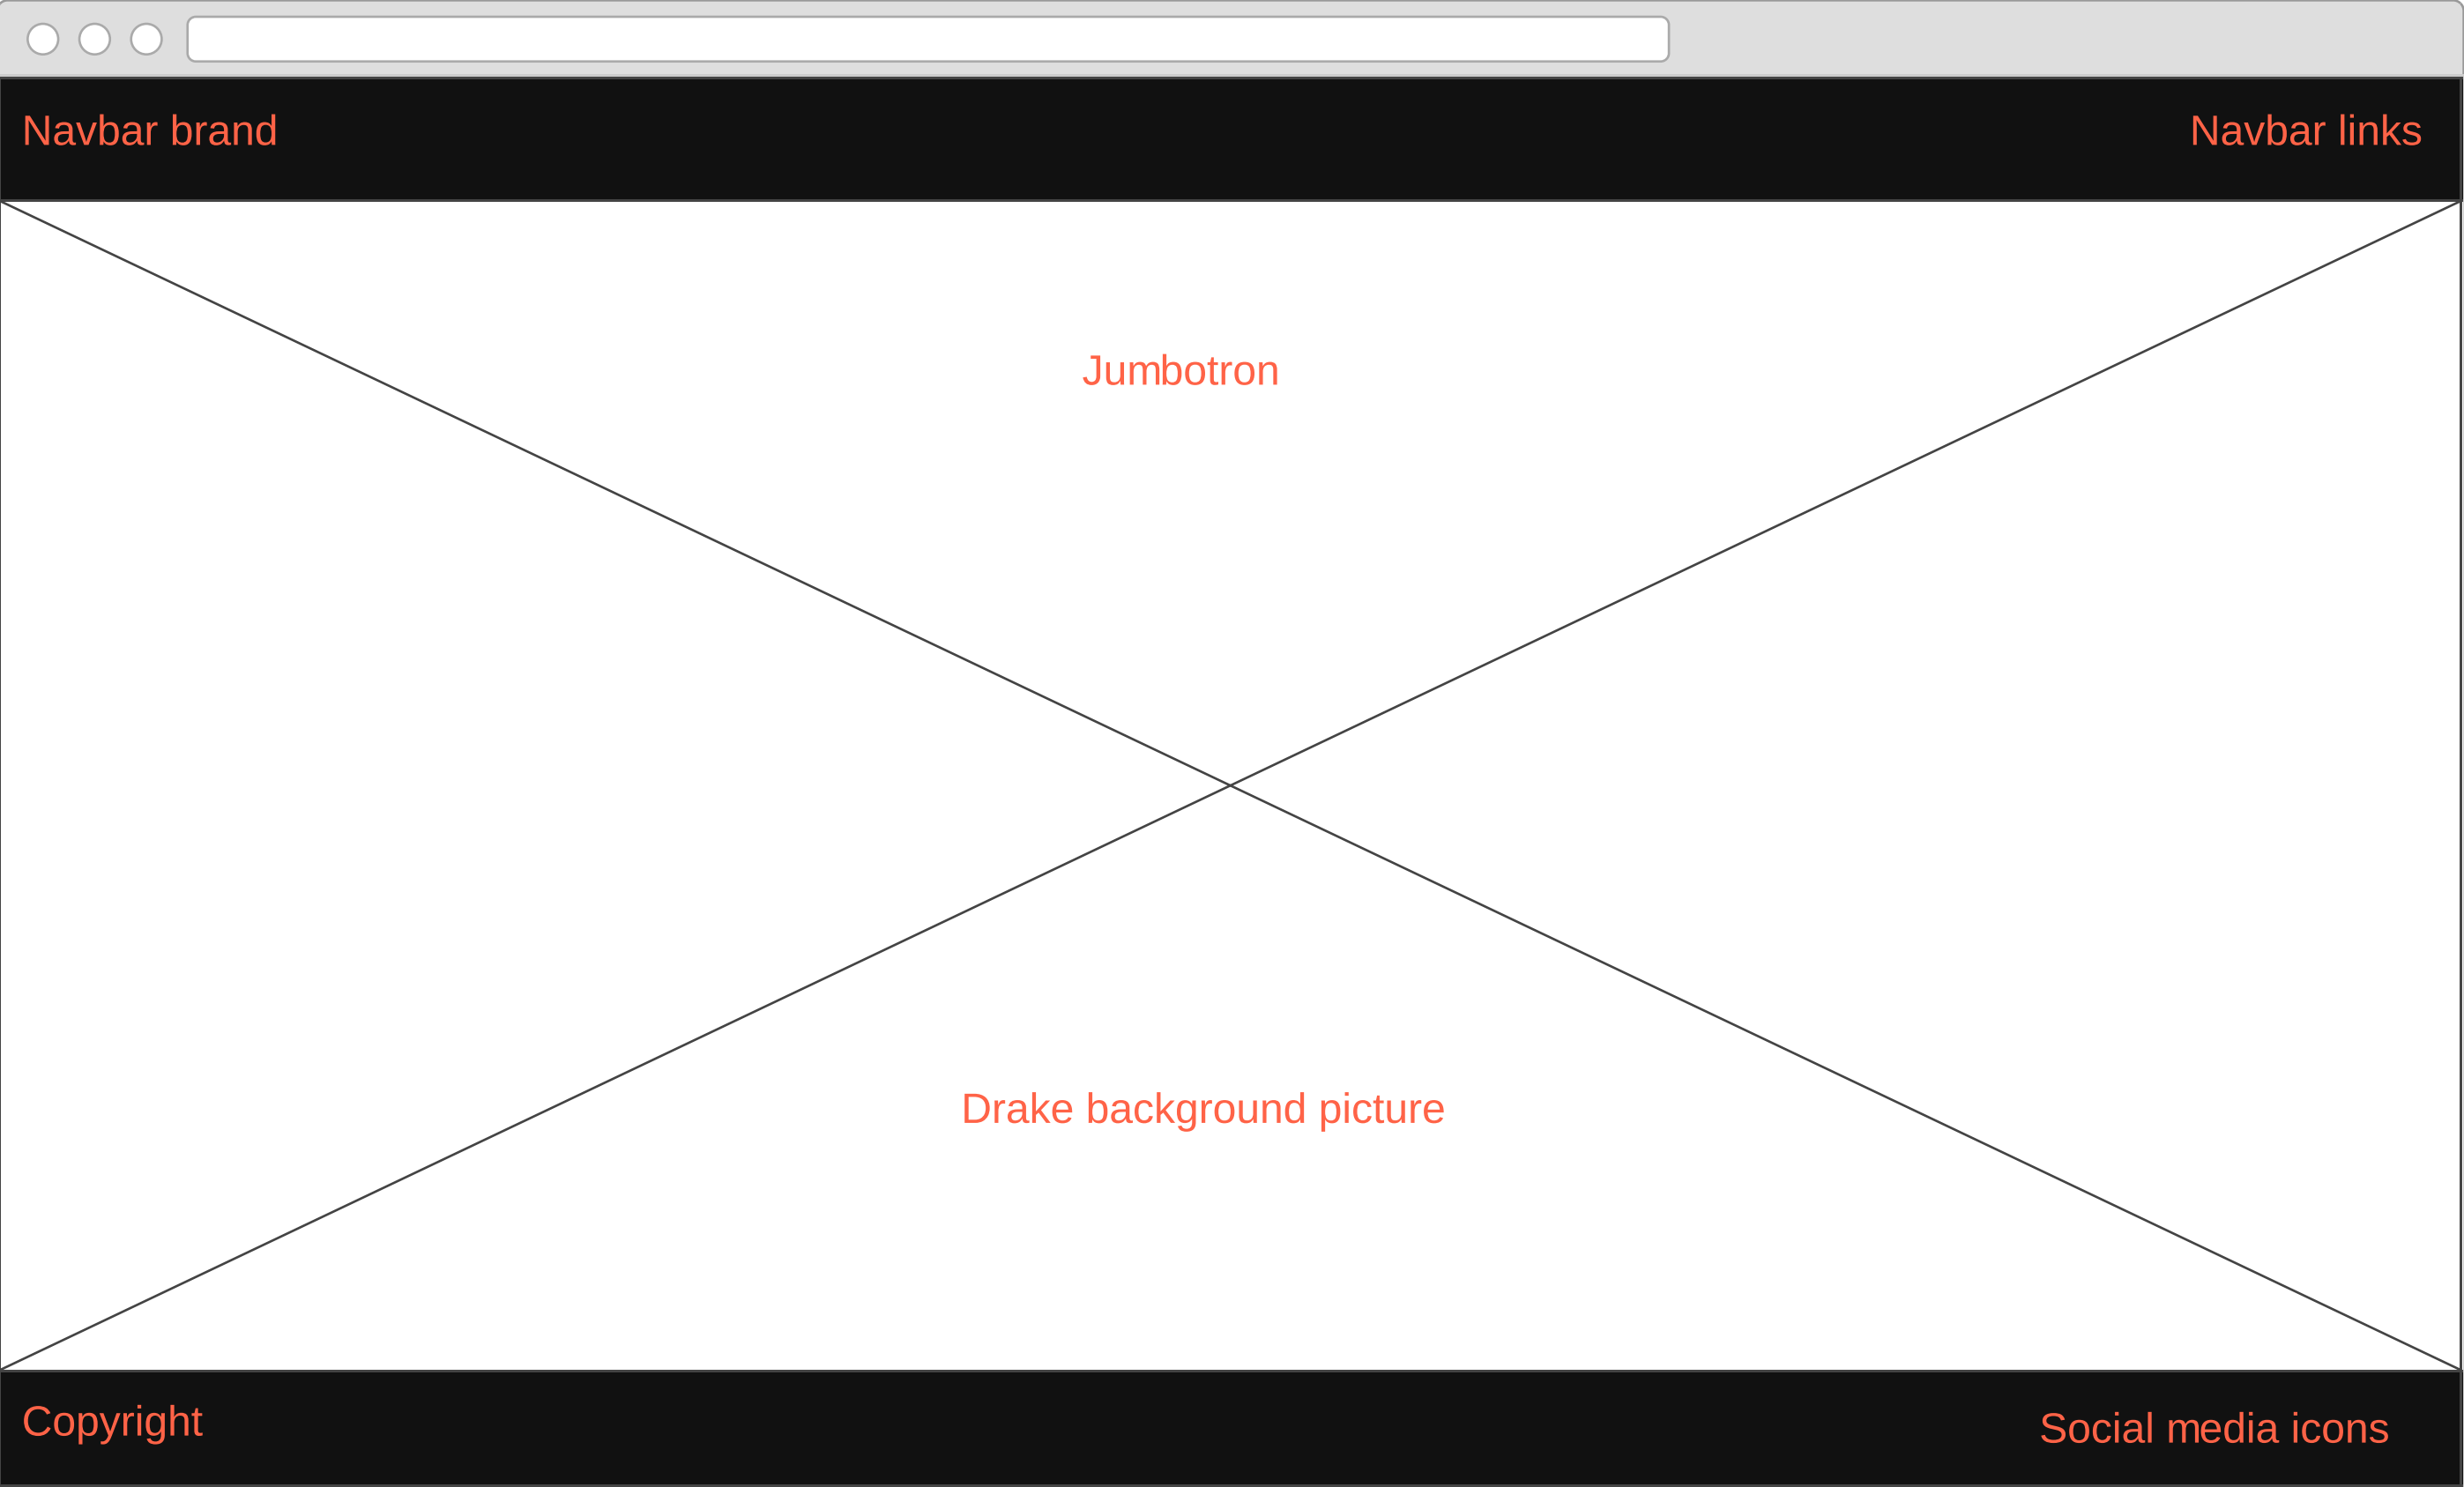 Navbar brand
Navbar links
Jumbotron
Drake background picture
Copyright
Social media icons